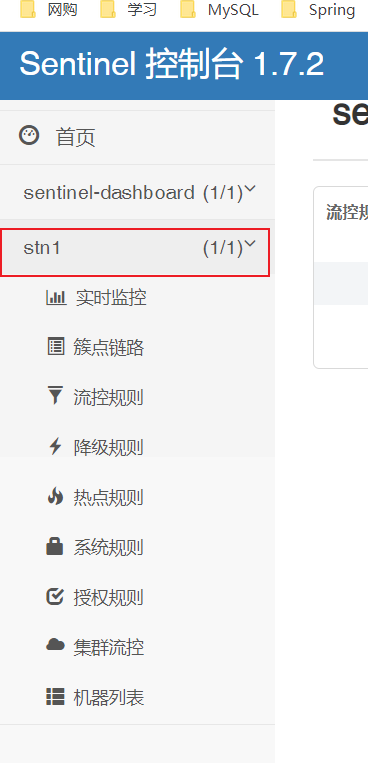 网购 学习 MySQL Spring
Sentinel 控制台 1.7.2
首页
se
sentinel-dashboard (1/1)
流控规
stn1 (1/1)
实时监控
簇点链路
流控规则
降级规则
热点规则
系统规则
授权规则
集群流控
机器列表